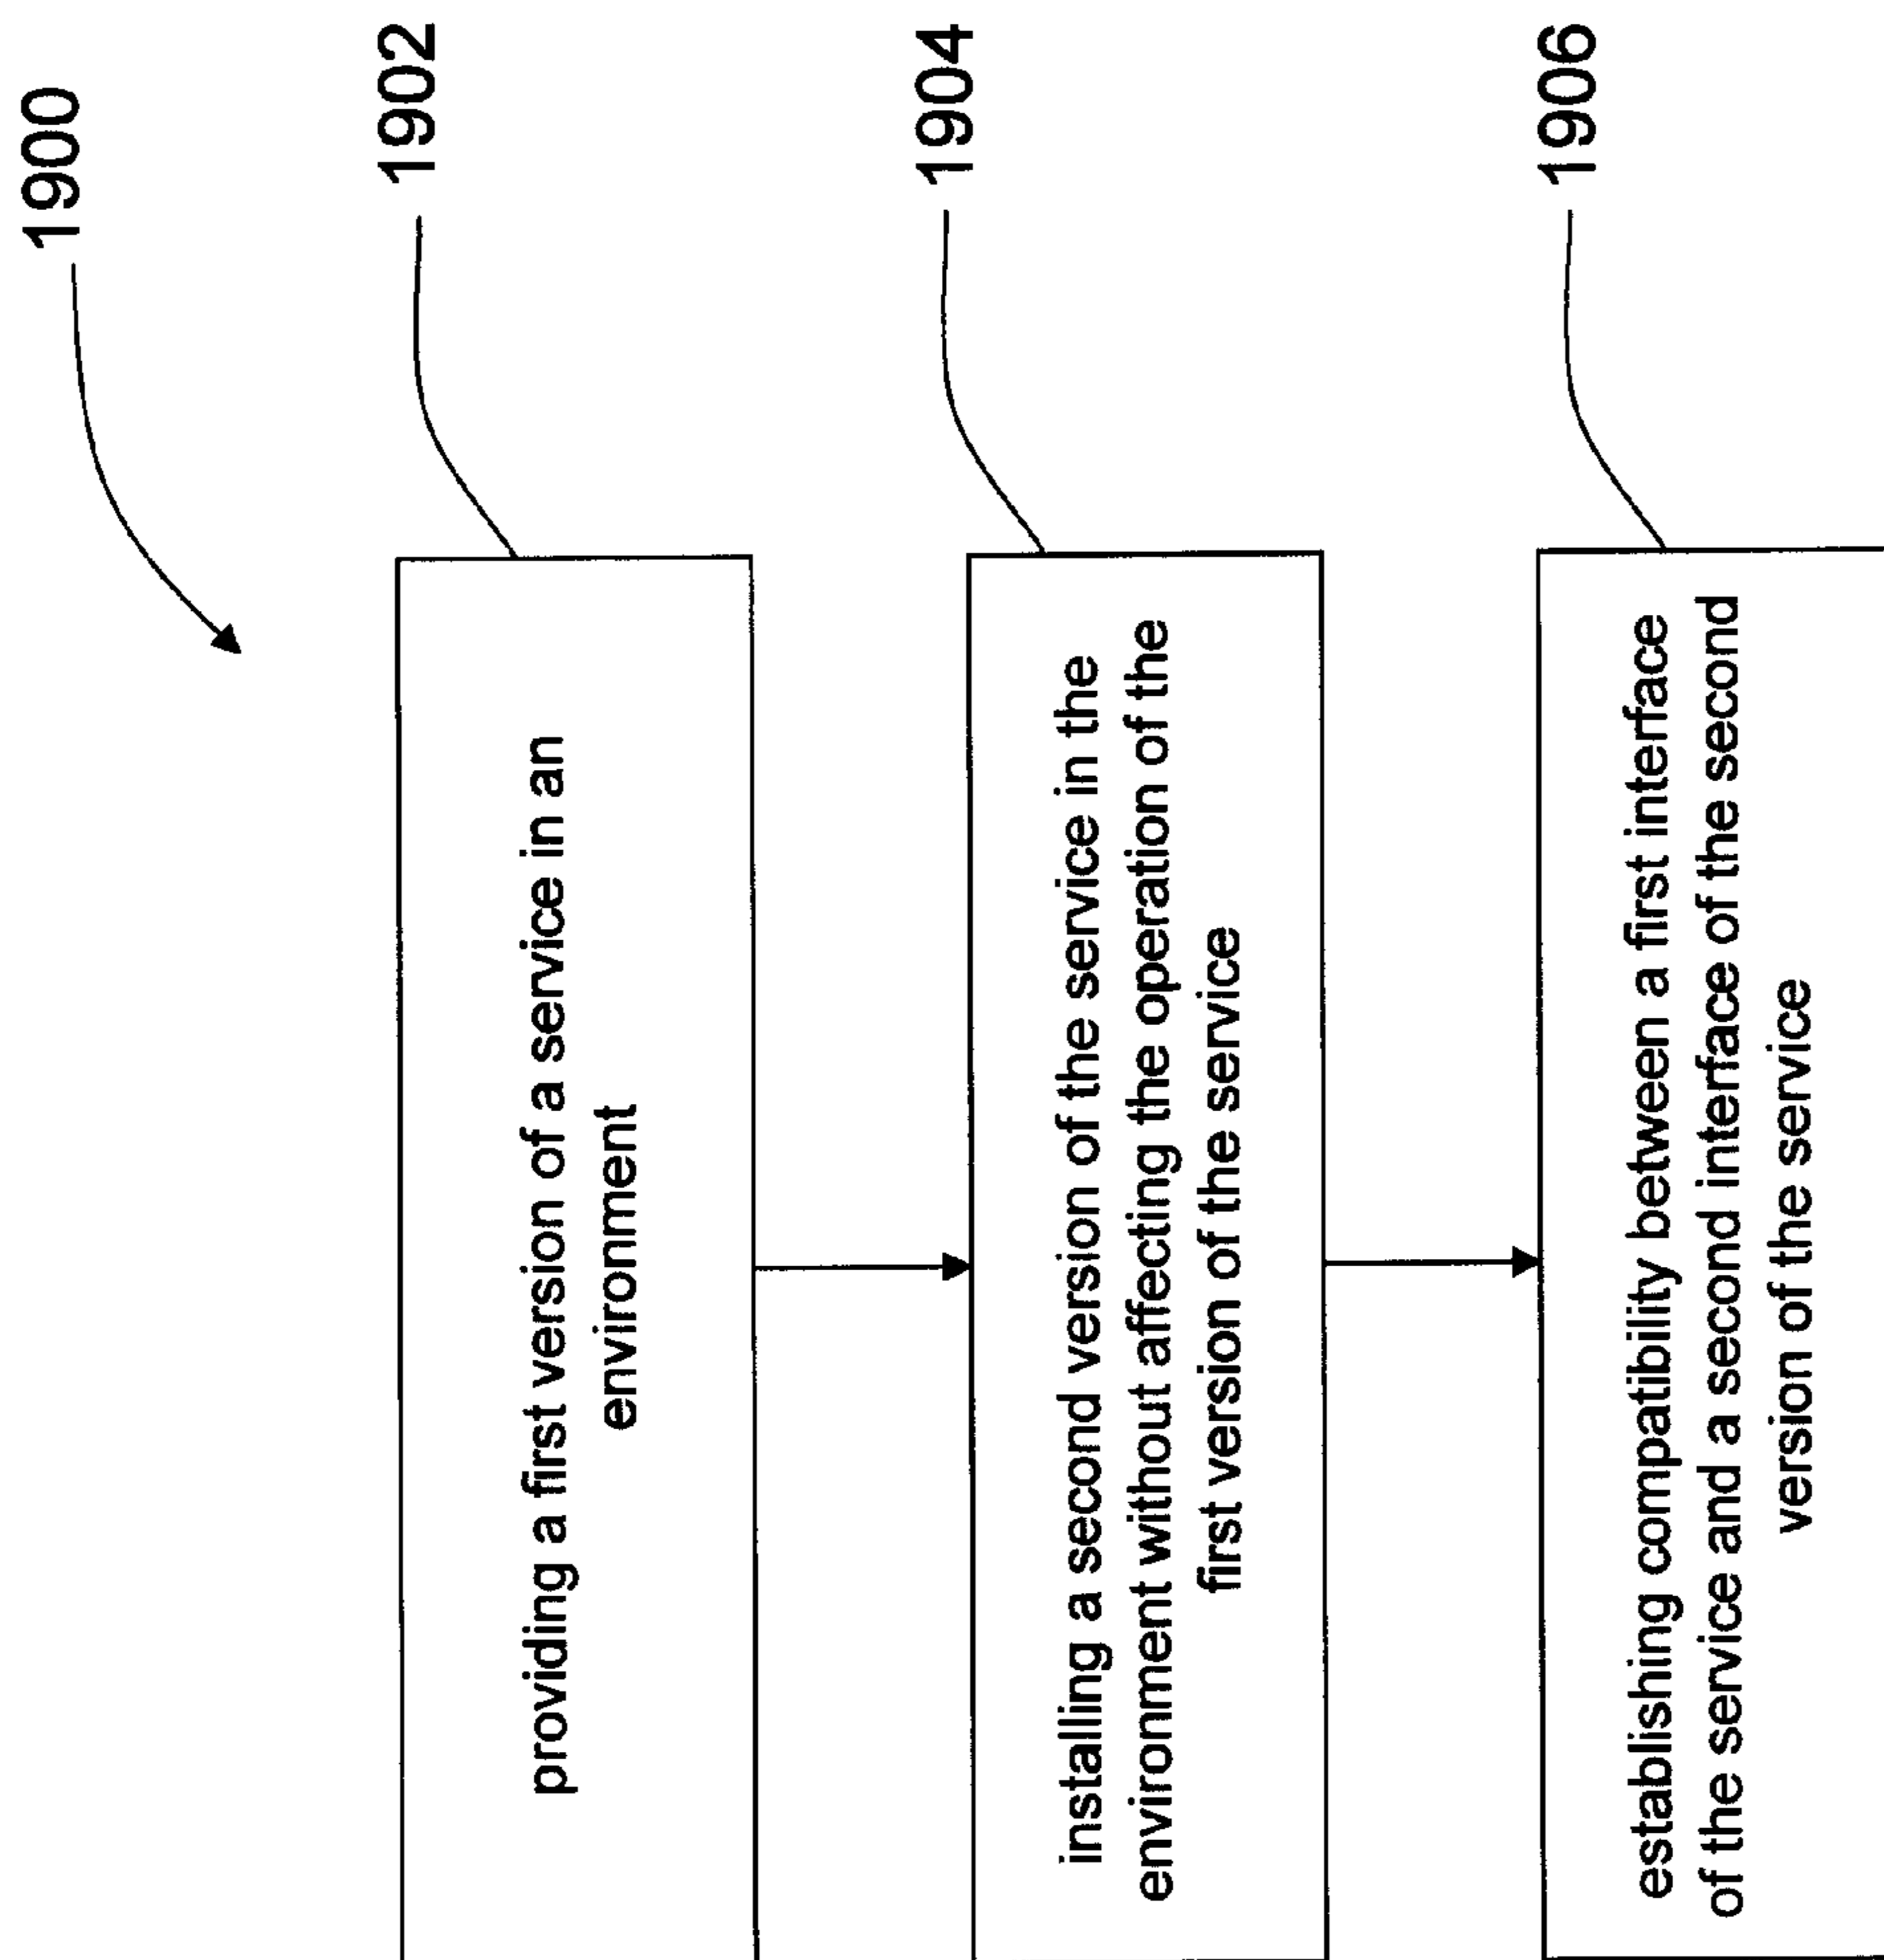 1900
1902
providing a first version of a service in an
environment
1904
installing a second version of the service in the
environment without affecting the operation of the
first version of the service
1906
establishing compatibility between a first interface
of the service and a second interface of the second
version of the service